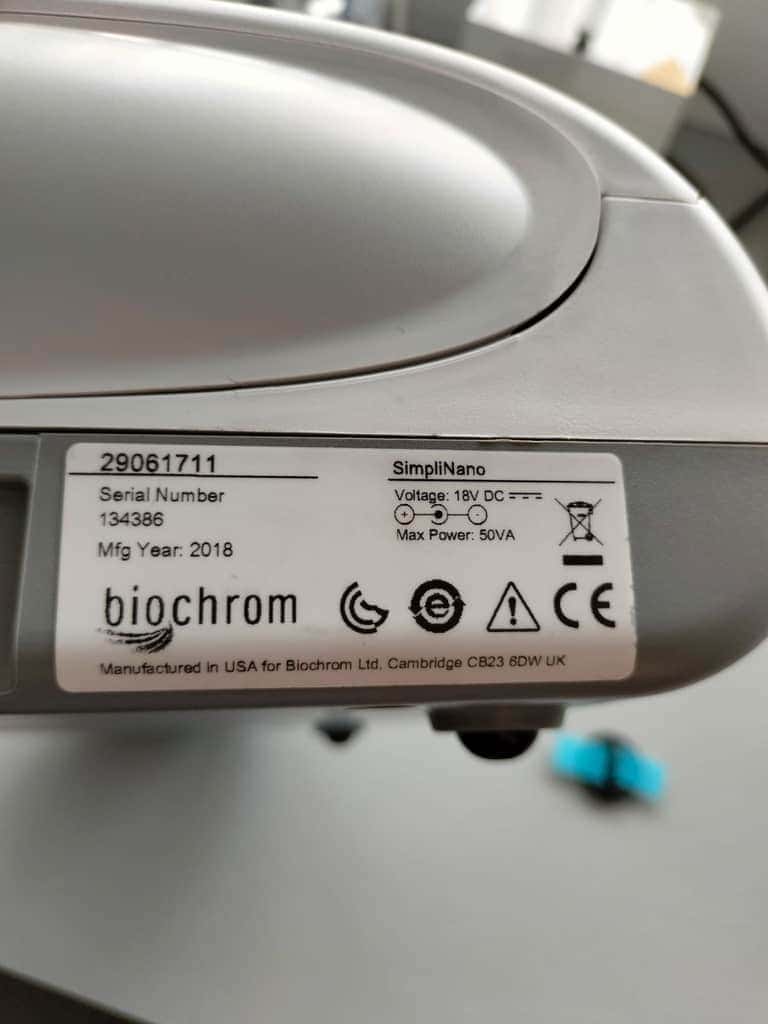 29061711
Serial Number
134386
Mfg Year: 2018
SimpliNano
Voltage: 18V DC
Max Power: 50VA
biochrom
e
CE
Manufactured in USA for Biochrom Ltd, Cambridge CB23 6DW UK